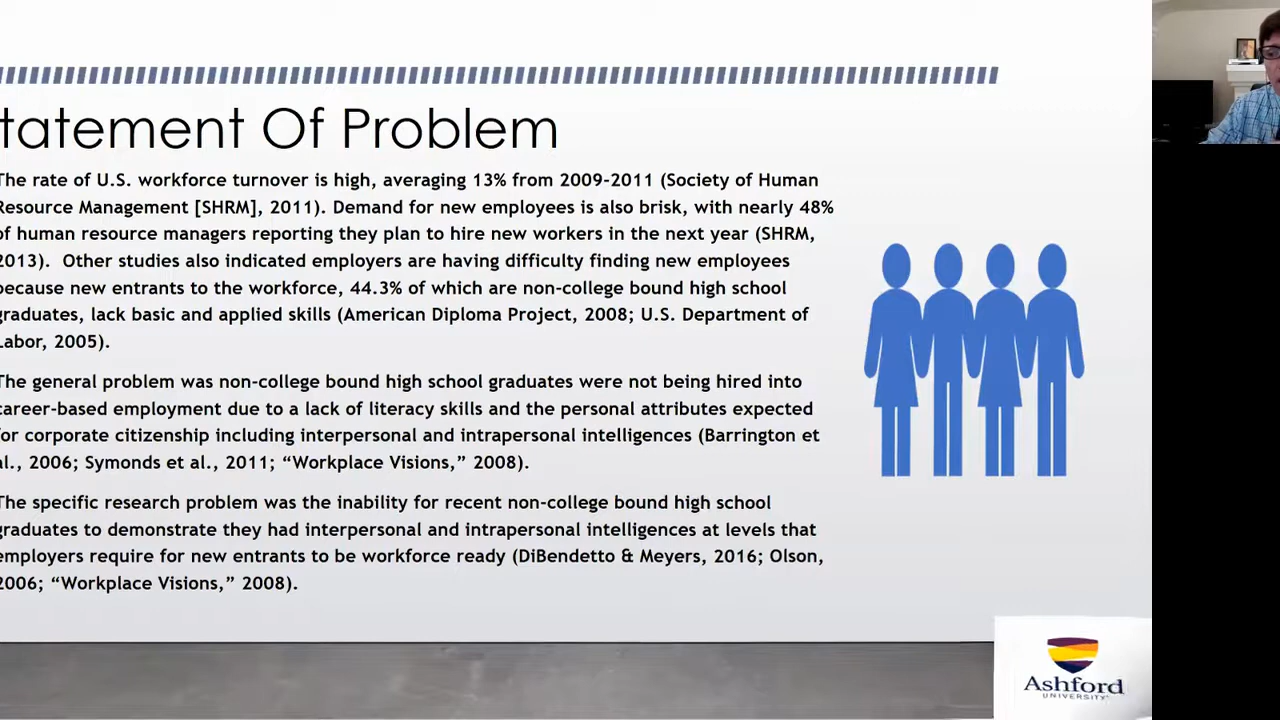 tatement Of Problem
The rate of U.S. workforce turnover is high, averaging 13% from 2009-2011 (Society of Human
Resource Management [SHRM], 2011). Demand for new employees is also brisk, with nearly 48%
of human resource managers reporting they plan to hire new workers in the next year (SHRM,
2013).  Other studies also indicated employers are having difficulty finding new employees
because new entrants to the workforce, 44.3% of which are non-college bound high school
graduates, lack basic and applied skills (American Diploma Project, 2008; U.S. Department of
Labor, 2005).
The general problem was non-college bound high school graduates were not being hired into
career-based employment due to a lack of literacy skills and the personal attributes expected
for corporate citizenship including interpersonal and intrapersonal intelligences (Barrington et
al., 2006; Symonds et al., 2011; “Workplace Visions,” 2008).
The specific research problem was the inability for recent non-college bound high school
graduates to demonstrate they had interpersonal and intrapersonal intelligences at levels that
employers require for new entrants to be workforce ready (DiBendetto & Meyers, 2016; Olson,
2006; “Workplace Visions,” 2008).
Ashford
UNIVERSITY